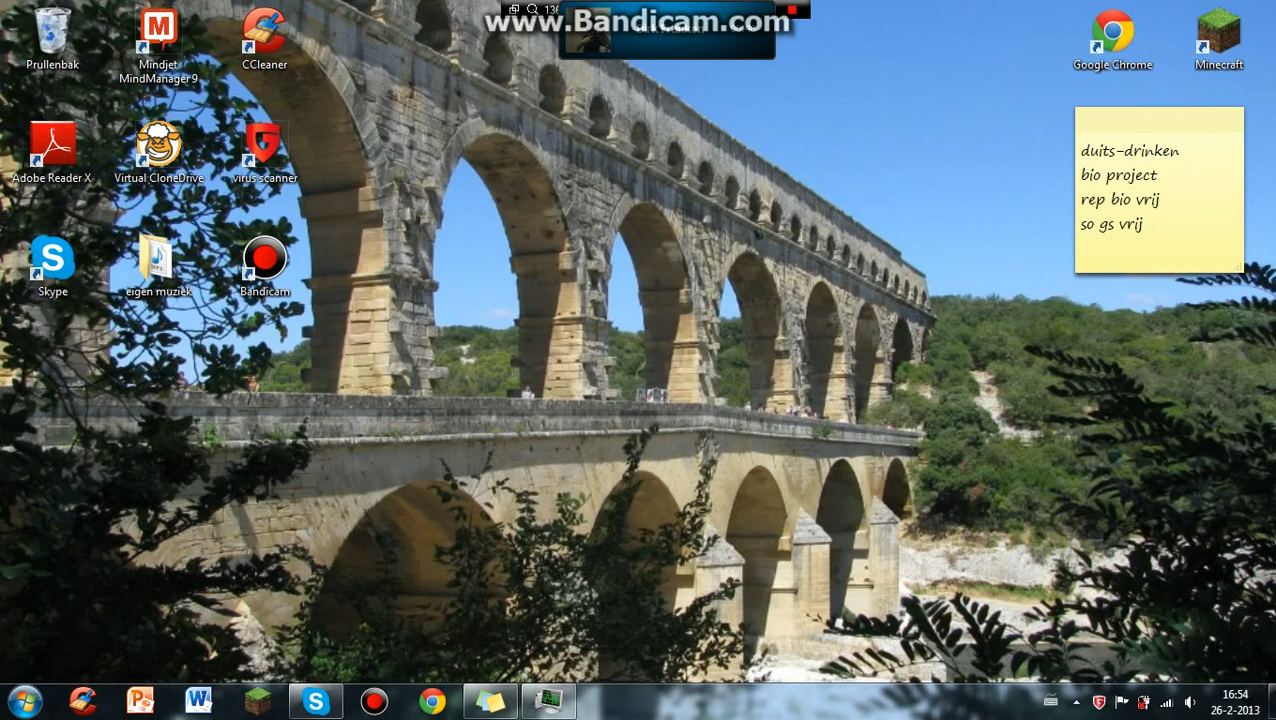 www.Bandicam.com
136
Prullenbak
Mindjet
MindManager 9
CCleaner
Google Chrome
Minecraft
Adobe Reader X
Virtual CloneDrive
virus scanner
duits-drinken
bio project
rep bio vrij
so gs vrij
Skype
eigen muziek
Bandicam
16:54
26-2-2013